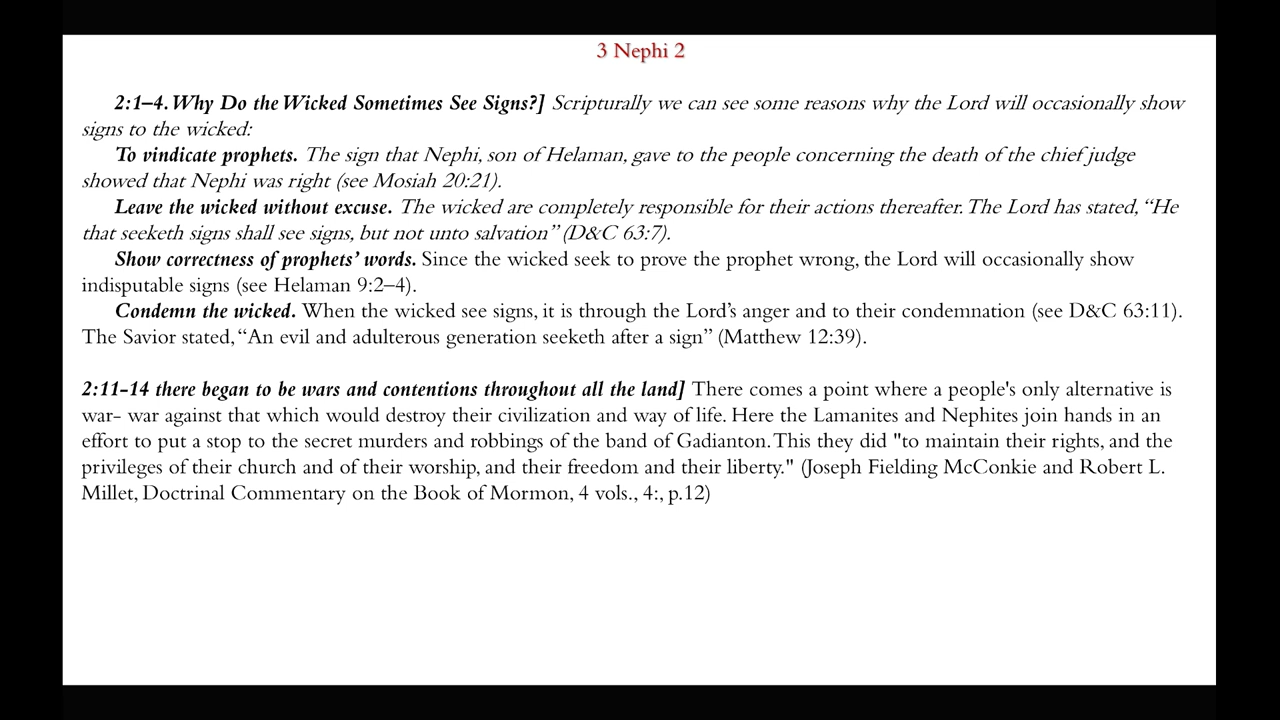 3 Nephi 2
2:1–4. Why Do the Wicked Sometimes See Signs?] Scripturally we can see some reasons why the Lord will occasionally show
signs to the wicked:
To vindicate prophets. The sign that Nephi, son of Helaman, gave to the people concerning the death of the chief judge
showed that Nephi was right (see Mosiah 20:21).
Leave the wicked without excuse. The wicked are completely responsible for their actions thereafter. The Lord has stated, “He
that seeketh signs shall see signs, but not unto salvation” (D&C 63:7).
Show correctness of prophets’ words. Since the wicked seek to prove the prophet wrong, the Lord will occasionally show
indisputable signs (see Helaman 9:2–4).
Condemn the wicked. When the wicked see signs, it is through the Lord’s anger and to their condemnation (see D&C 63:11).
The Savior stated, “An evil and adulterous generation seeketh after a sign” (Matthew 12:39).
2:11-14 there began to be wars and contentions throughout all the land] There comes a point where a people's only alternative is
war- war against that which would destroy their civilization and way of life. Here the Lamanites and Nephites join hands in an
effort to put a stop to the secret murders and robbings of the band of Gadianton. This they did "to maintain their rights, and the
privileges of their church and of their worship, and their freedom and their liberty." (Joseph Fielding McConkie and Robert L.
Millet, Doctrinal Commentary on the Book of Mormon, 4 vols., 4:, p.12)